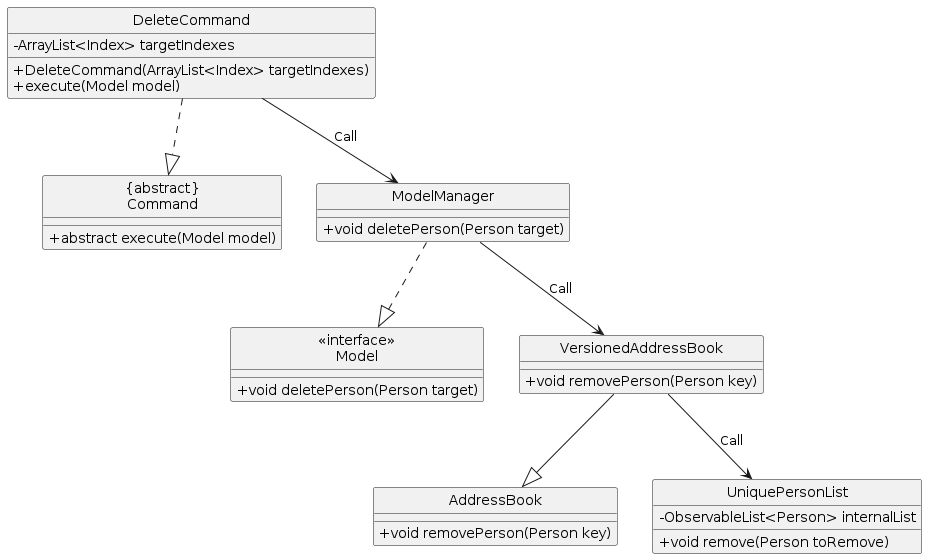 DeleteCommand
-ArrayList<Index> targetIndexes
+DeleteCommand(ArrayList<Index> targetIndexes)
+execute(Model model)
Call
{abstract}
Command
+abstract execute(Model model)
ModelManager
+void deletePerson(Person target)
Call
«interface»
Model
+void deletePerson(Person target)
VersionedAddressBook
+void removePerson(Person key)
Call
AddressBook
+void removePerson(Person key)
UniquePersonList
-ObservableList<Person> internalList
+void remove(Person toRemove)